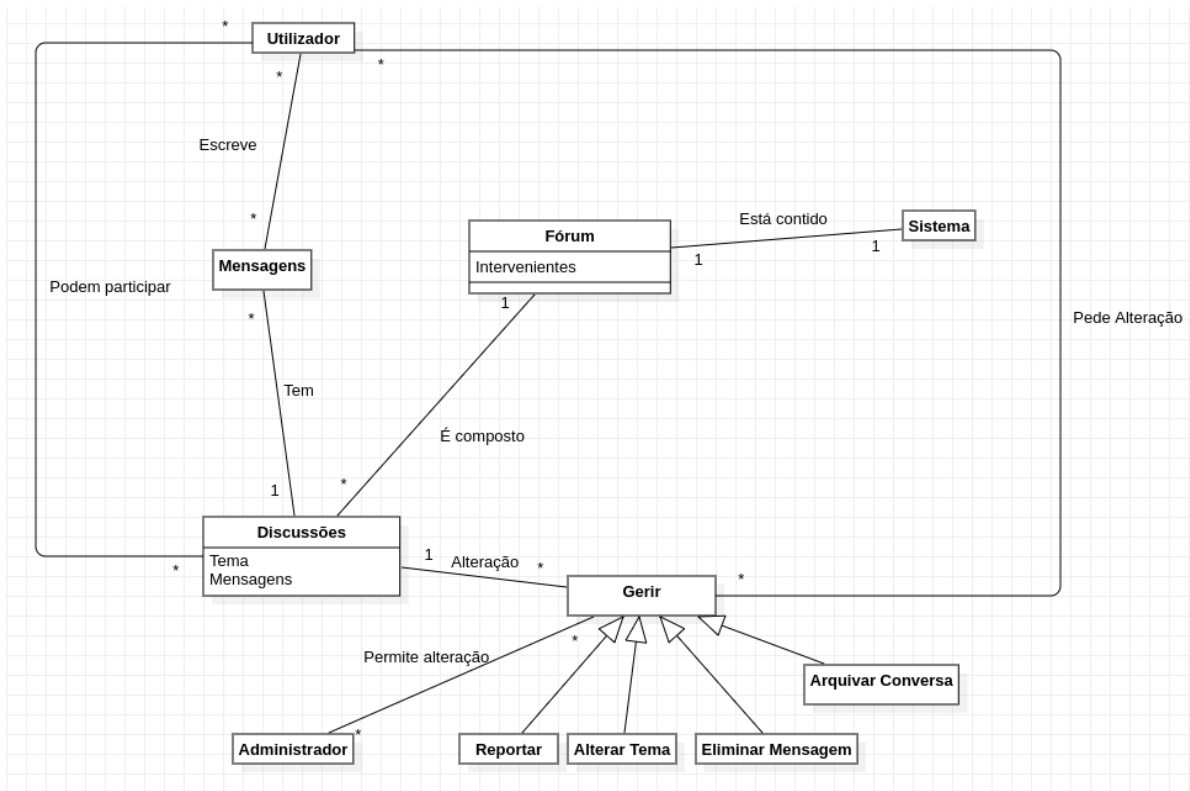 *
Utilizador
*
*
Escreve
*
Mensagens
*
Podem participar
Tem
1
Fórum
Intervenientes
1
1
Está contido
1
Sistema
Pede Alteração
É composto
*
Discussões
Tema
Mensagens
*
1
Alteração
*
Gerir
*
*
Permite alteração
*
Administrador
Reportar
Alterar Tema
Eliminar Mensagem
Arquivar Conversa